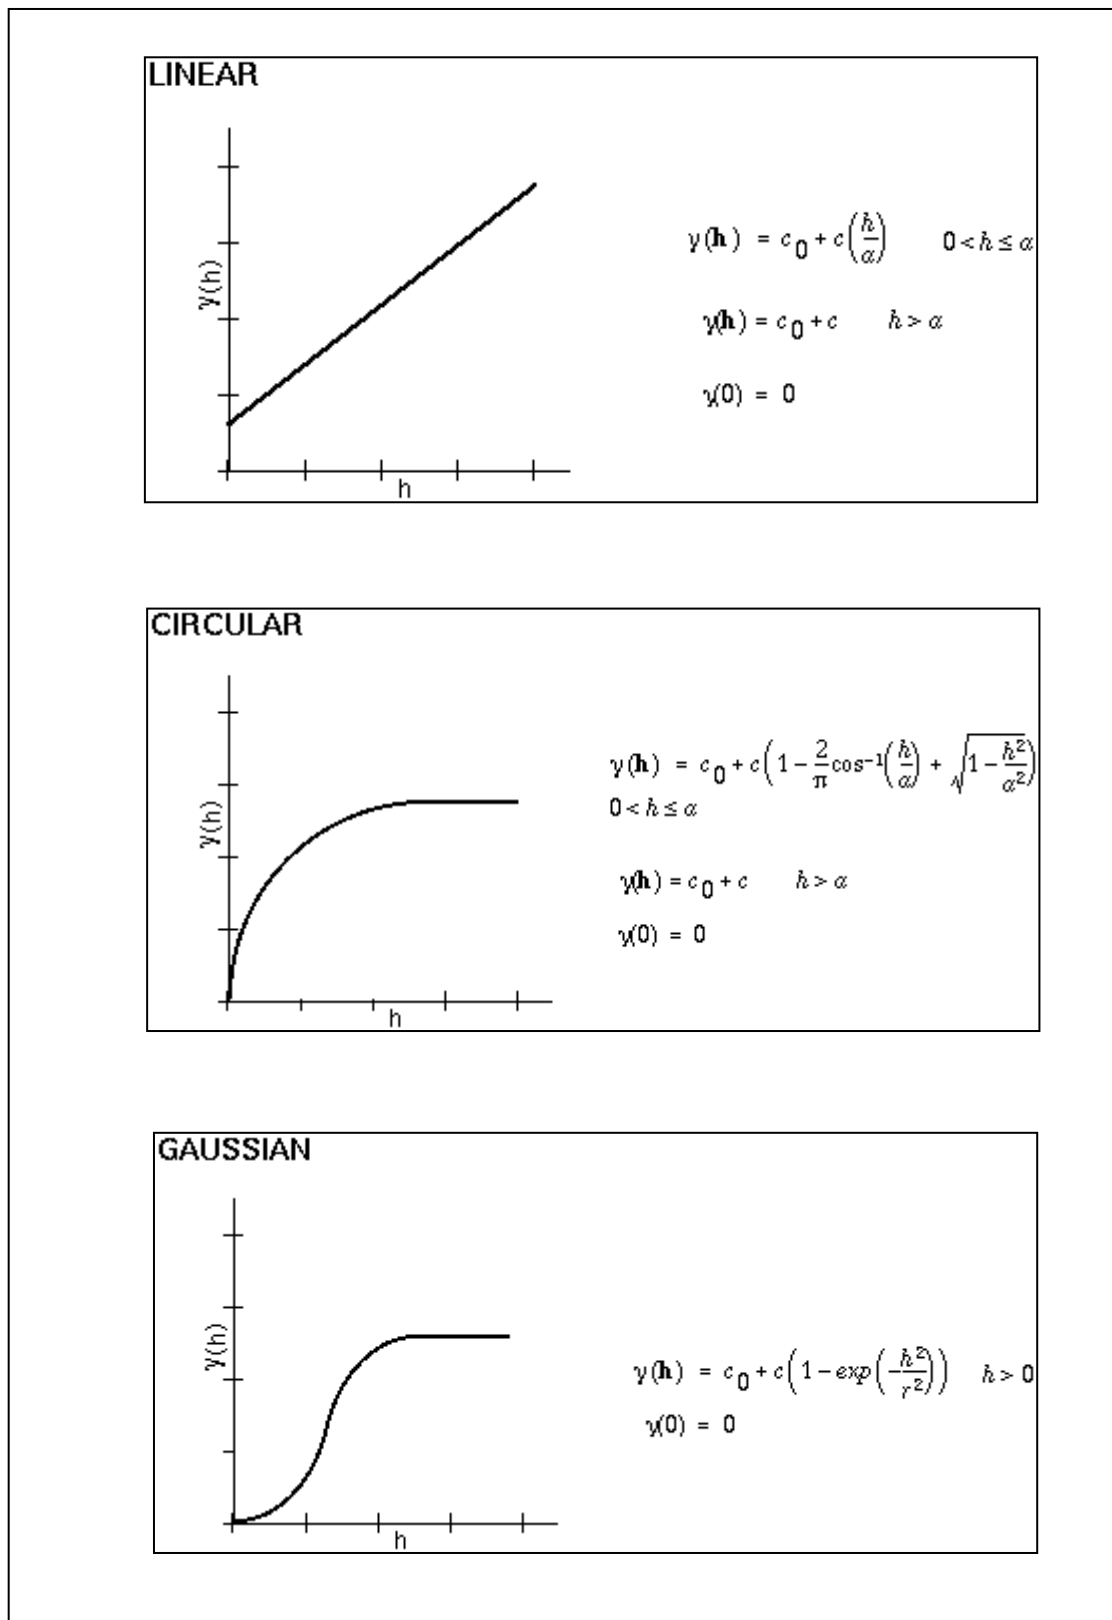 LINEAR
γ(h)
h
γ(h) = c0 + c(h/a) 0 < h ≤ a
γ(h) = c0 + c h > a
γ(0) = 0
CIRCULAR
γ(h)
h
γ(h) = c0 + c(1 − 2/π cos⁻¹(h/a) + √(1 − h²/a²))
0 < h ≤ a
γ(h) = c0 + c h > a
γ(0) = 0
GAUSSIAN
γ(h)
h
γ(h) = c0 + c(1 − exp(−h²/r²)) h > 0
γ(0) = 0